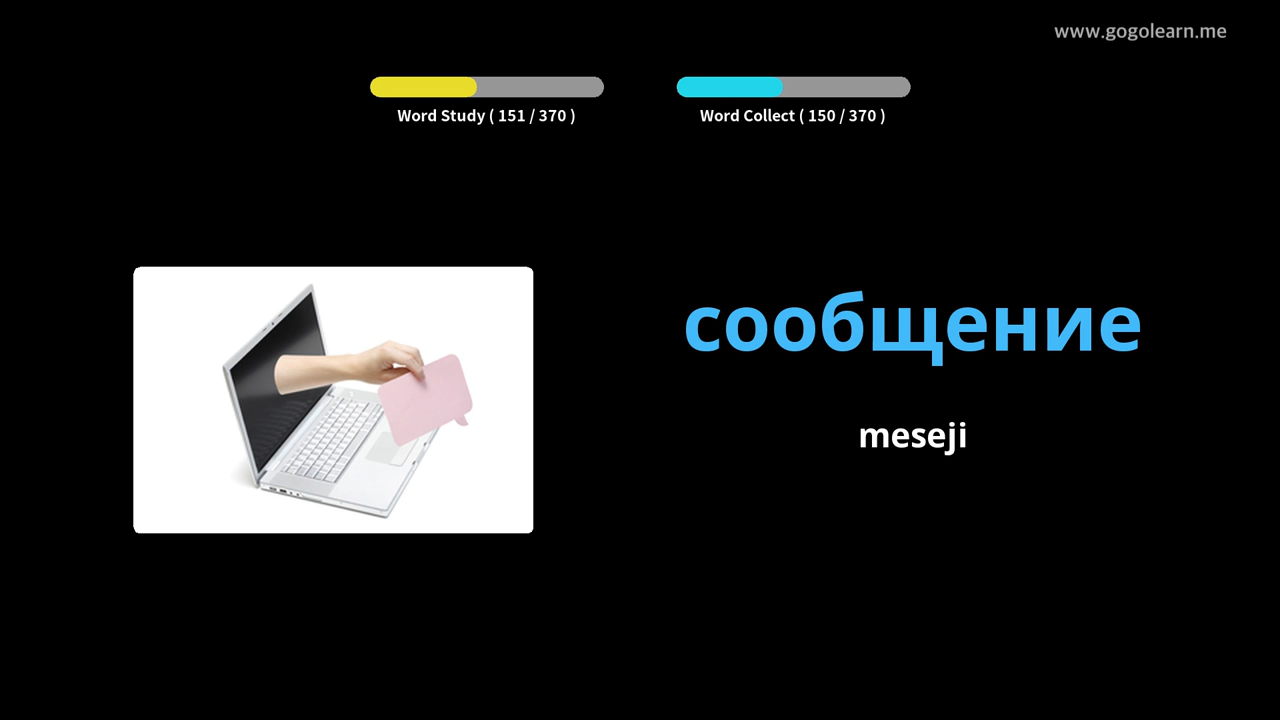 www.gogolearn.me
Word Study ( 151 / 370 )
Word Collect ( 150 / 370 )
сообщение
meseji